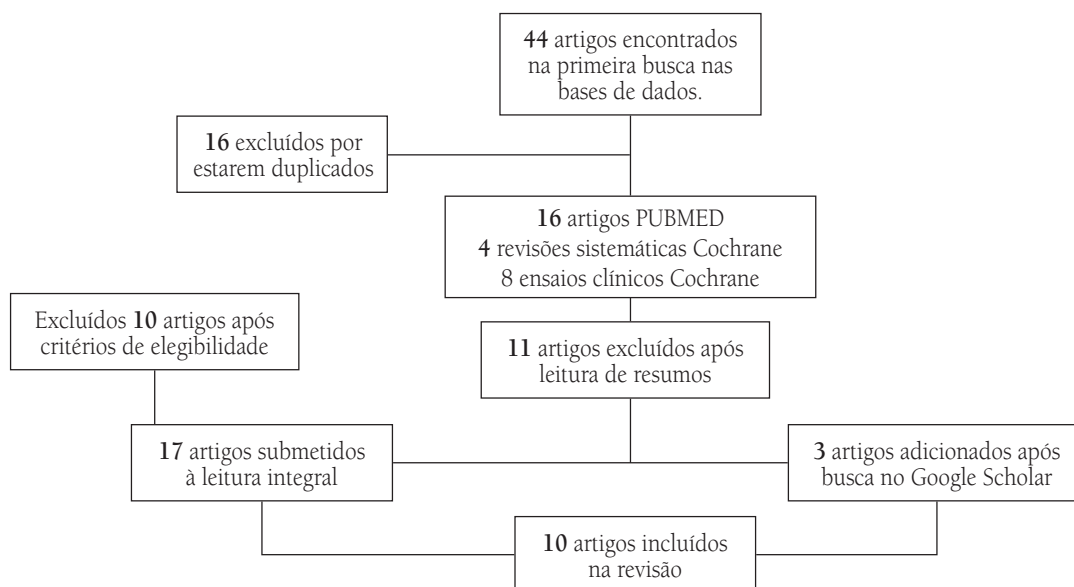 44 artigos encontrados
na primeira busca nas
bases de dados.
16 excluídos por
estarem duplicados
16 artigos PUBMED
4 revisões sistemáticas Cochrane
8 ensaios clínicos Cochrane
Excluídos 10 artigos após
critérios de elegibilidade
11 artigos excluídos após
leitura de resumos
17 artigos submetidos
à leitura integral
3 artigos adicionados após
busca no Google Scholar
10 artigos incluídos
na revisão